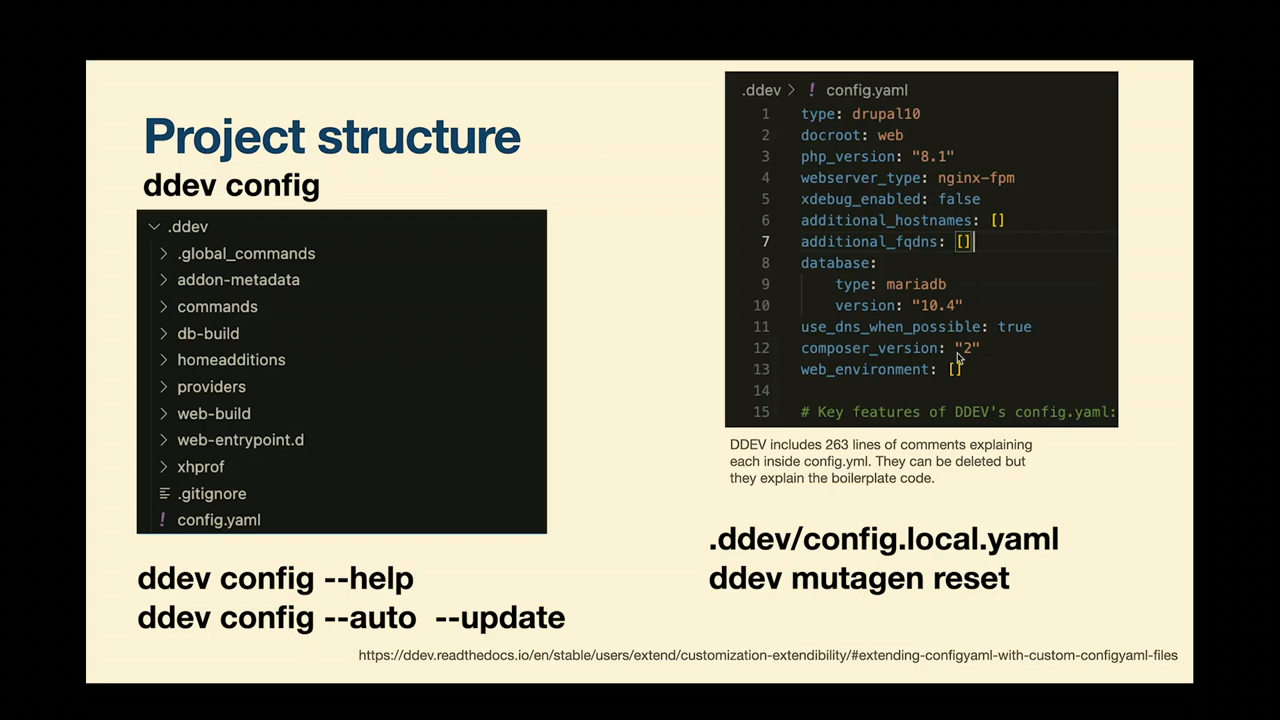 Project structure
ddev config
.ddev
.global_commands
addon-metadata
commands
db-build
homeadditions
providers
web-build
web-entrypoint.d
xhprof
.gitignore
! config.yaml
ddev config --help
ddev config --auto  --update
.ddev > ! config.yaml
1 type: drupal10
2 docroot: web
3 php_version: "8.1"
4 webserver_type: nginx-fpm
5 xdebug_enabled: false
6 additional_hostnames: []
7 additional_fqdns: []
8 database:
9     type: mariadb
10     version: "10.4"
11 use_dns_when_possible: true
12 composer_version: "2"
13 web_environment: []
14
15 # Key features of DDEV's config.yaml:
DDEV includes 263 lines of comments explaining
each inside config.yml. They can be deleted but
they explain the boilerplate code.
.ddev/config.local.yaml
ddev mutagen reset
https://ddev.readthedocs.io/en/stable/users/extend/customization-extendibility/#extending-configyaml-with-custom-configyaml-files